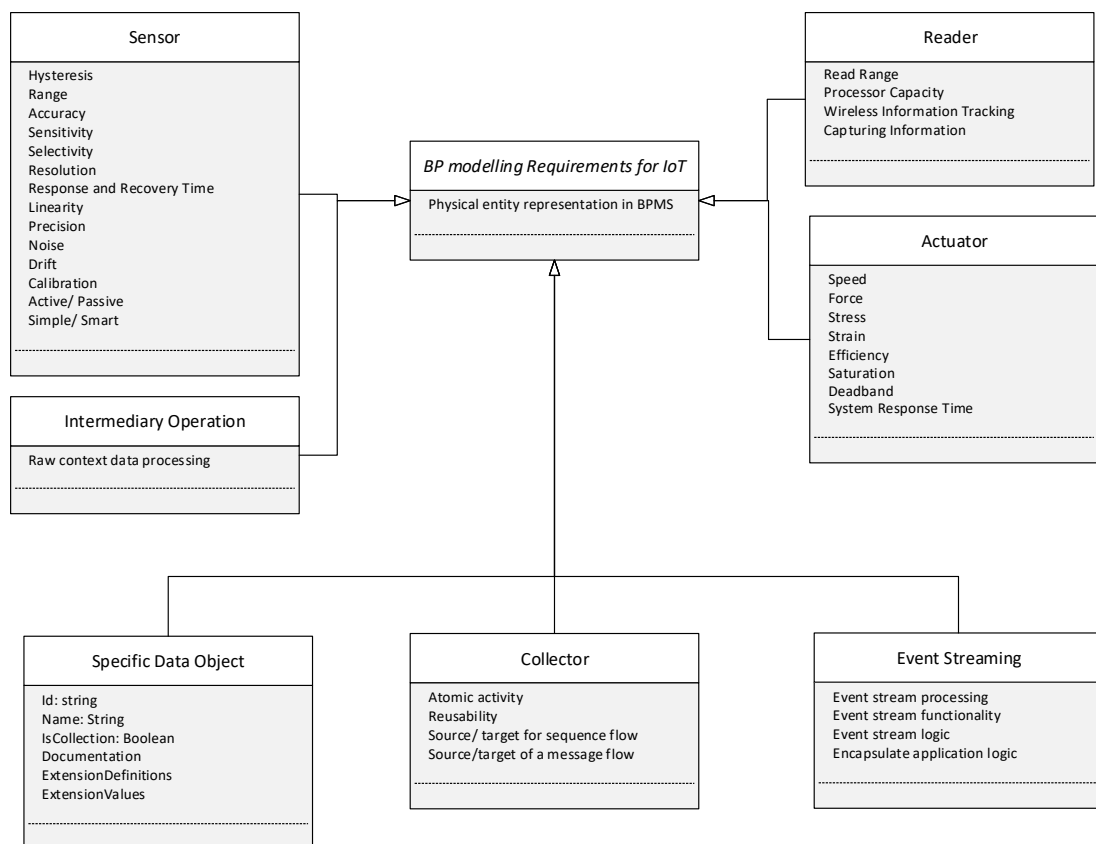 Sensor
Hysteresis
Range
Accuracy
Sensitivity
Selectivity
Resolution
Response and Recovery Time
Linearity
Precision
Noise
Drift
Calibration
Active/ Passive
Simple/ Smart
Reader
Read Range
Processor Capacity
Wireless Information Tracking
Capturing Information
BP modelling Requirements for IoT
Physical entity representation in BPMS
Actuator
Speed
Force
Stress
Strain
Efficiency
Saturation
Deadband
System Response Time
Intermediary Operation
Raw context data processing
Specific Data Object
Id: string
Name: String
IsCollection: Boolean
Documentation
ExtensionDefinitions
ExtensionValues
Collector
Atomic activity
Reusability
Source/ target for sequence flow
Source/target of a message flow
Event Streaming
Event stream processing
Event stream functionality
Event stream logic
Encapsulate application logic